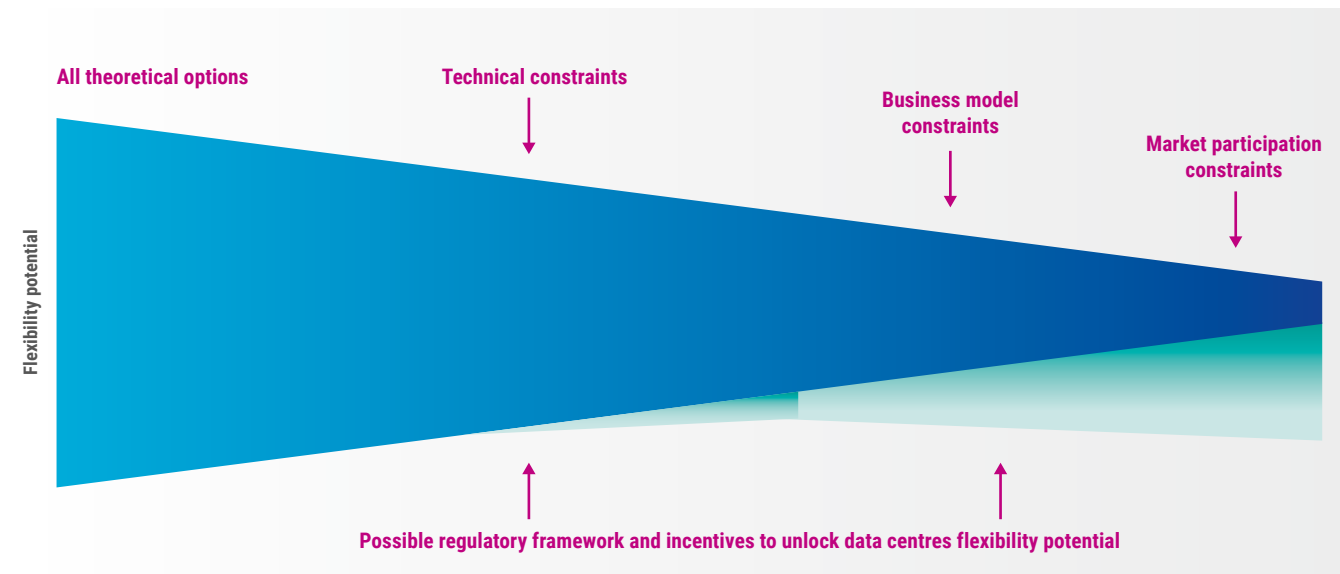 All theoretical options
Technical constraints
Business model
constraints
Market participation
constraints
Flexibility potential
Possible regulatory framework and incentives to unlock data centres flexibility potential